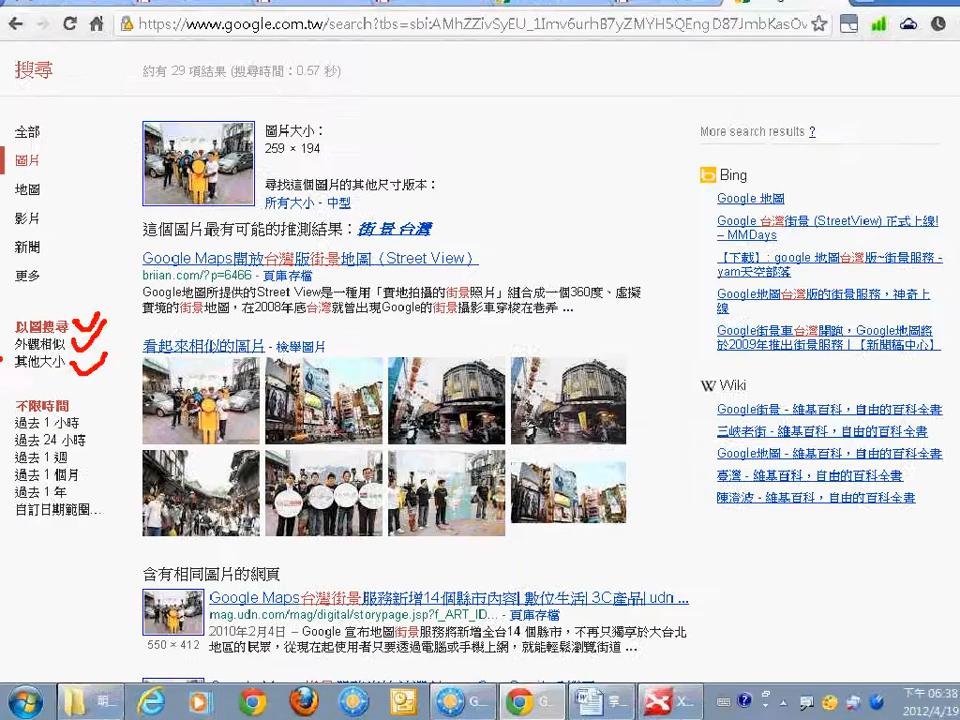 https://www.google.com.tw/search?tbs=sbi:AMhZZivSyEU_1Imv6urh87yZMYH5QEngD87JmbKasOv
搜尋
約有 29 項結果 (搜尋時間：0.57 秒)
全部
圖片
地圖
影片
新聞
更多
以圖搜尋
外觀相似
其他大小
不限時間
過去 1 小時
過去 24 小時
過去 1 週
過去 1 個月
過去 1 年
自訂日期範圍...
圖片大小：
259 × 194
尋找這個圖片的其他尺寸版本：
所有大小 - 中型
這個圖片最有可能的推測結果：街景台灣
Google Maps開放台灣版街景地圖（Street View）
briian.com/?p=6466 - 頁庫存檔
Google地圖所提供的Street View是一種用「實地拍攝的街景照片」組合成一個360度、虛擬
實境的街景地圖，在2008年底台灣就曾出現Google的街景攝影車穿梭在巷弄 ...
看起來相似的圖片 - 檢舉圖片
含有相同圖片的網頁
Google Maps台灣街景服務新增14個縣市內容| 數位生活| 3C產品| udn ...
mag.udn.com/mag/digital/storypage.jsp?f_ART_ID... - 頁庫存檔
550 × 412
2010年2月4日 – Google 宣布地圖街景服務將新增全台14 個縣市，不再只獨享於大台北
地區的民眾，從現在起使用者只要透過電腦或手機上網，就能輕鬆瀏覽街道 ...
More search results ?
Bing
Google 地圖
Google 台灣街景 (StreetView) 正式上線!
– MMDays
【下載】: google 地圖台灣版~街景服務 -
yam天空部落
Google地圖台灣版的街景服務，神奇上
線
Google街景車台灣開跑，Google地圖將
於2009年推出街景服務 | 【新聞稿中心】
Wiki
Google街景 - 維基百科，自由的百科全書
三峽老街 - 維基百科，自由的百科全書
Google地圖 - 維基百科，自由的百科全書
臺灣 - 維基百科，自由的百科全書
陳澄波 - 維基百科，自由的百科全書
G...
G...
X...
下午 06:38
2012/4/19